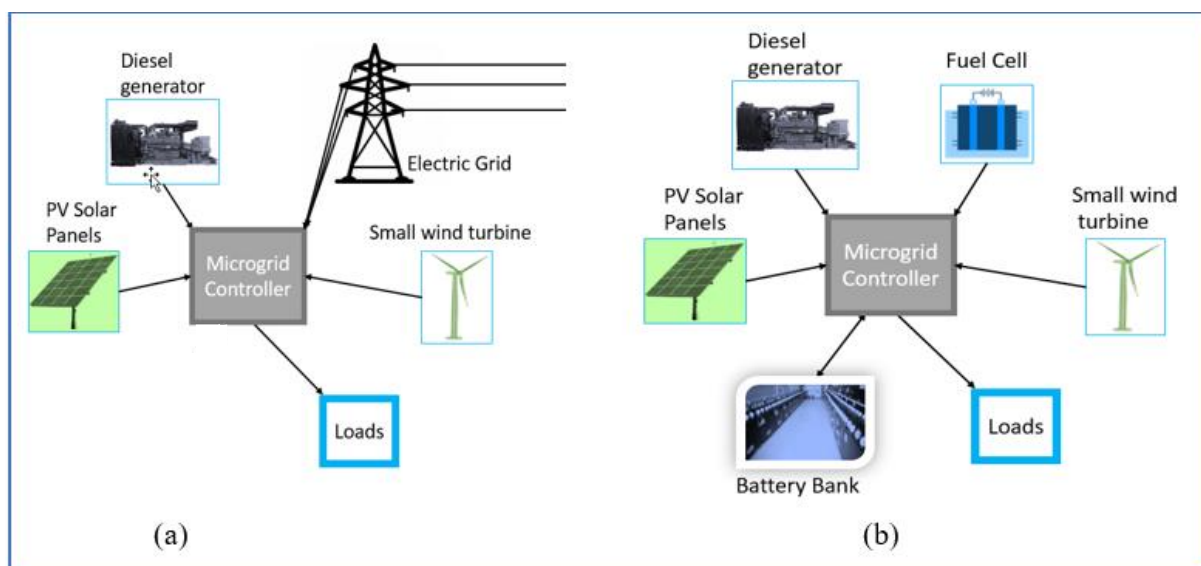 Diesel
generator
Electric Grid
PV Solar
Panels
Small wind turbine
Microgrid
Controller
Loads
(a)
Diesel
generator
Fuel Cell
PV Solar
Panels
Small wind
turbine
Microgrid
Controller
Battery Bank
Loads
(b)